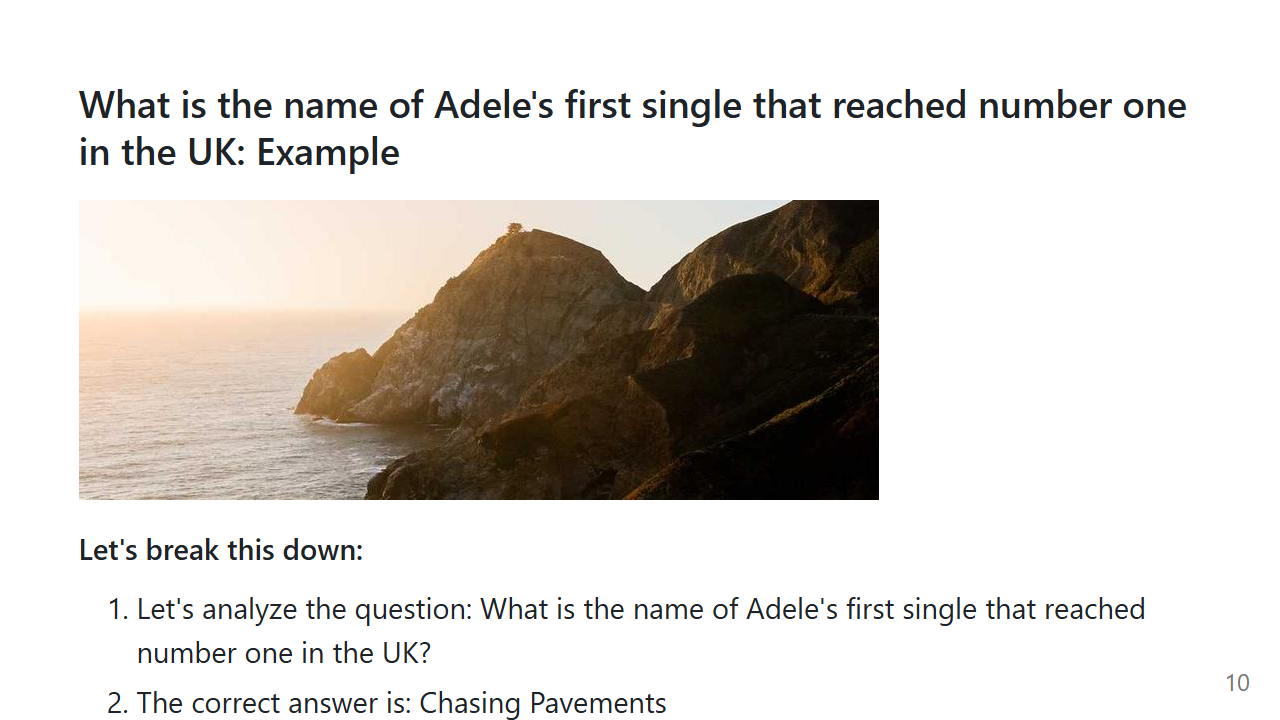 What is the name of Adele's first single that reached number one
in the UK: Example
Let's break this down:
1. Let's analyze the question: What is the name of Adele's first single that reached
number one in the UK?
2. The correct answer is: Chasing Pavements
10